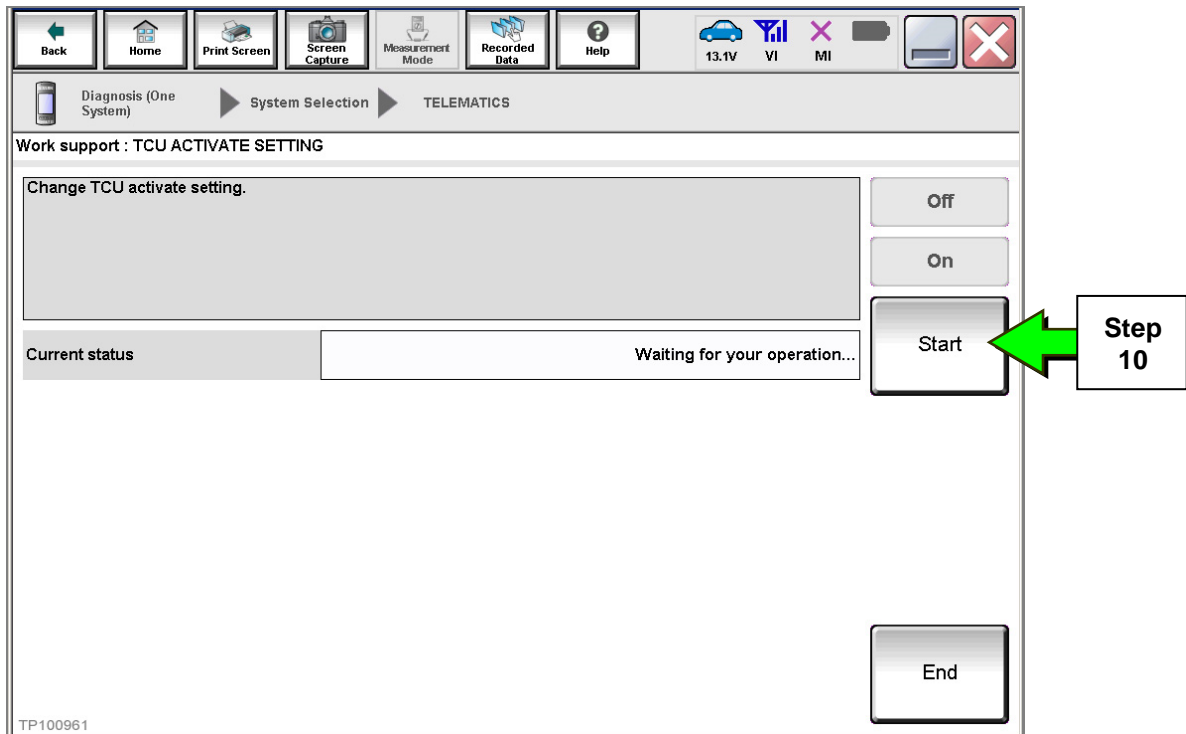 Back
Home
Print Screen
Screen
Capture
Measurement
Mode
Recorded
Data
Help
13.1V
VI
MI
Diagnosis (One
System)
System Selection
TELEMATICS
Work support : TCU ACTIVATE SETTING
Change TCU activate setting.
Off
On
Current status
Waiting for your operation...
Start
Step
10
End
TP100961